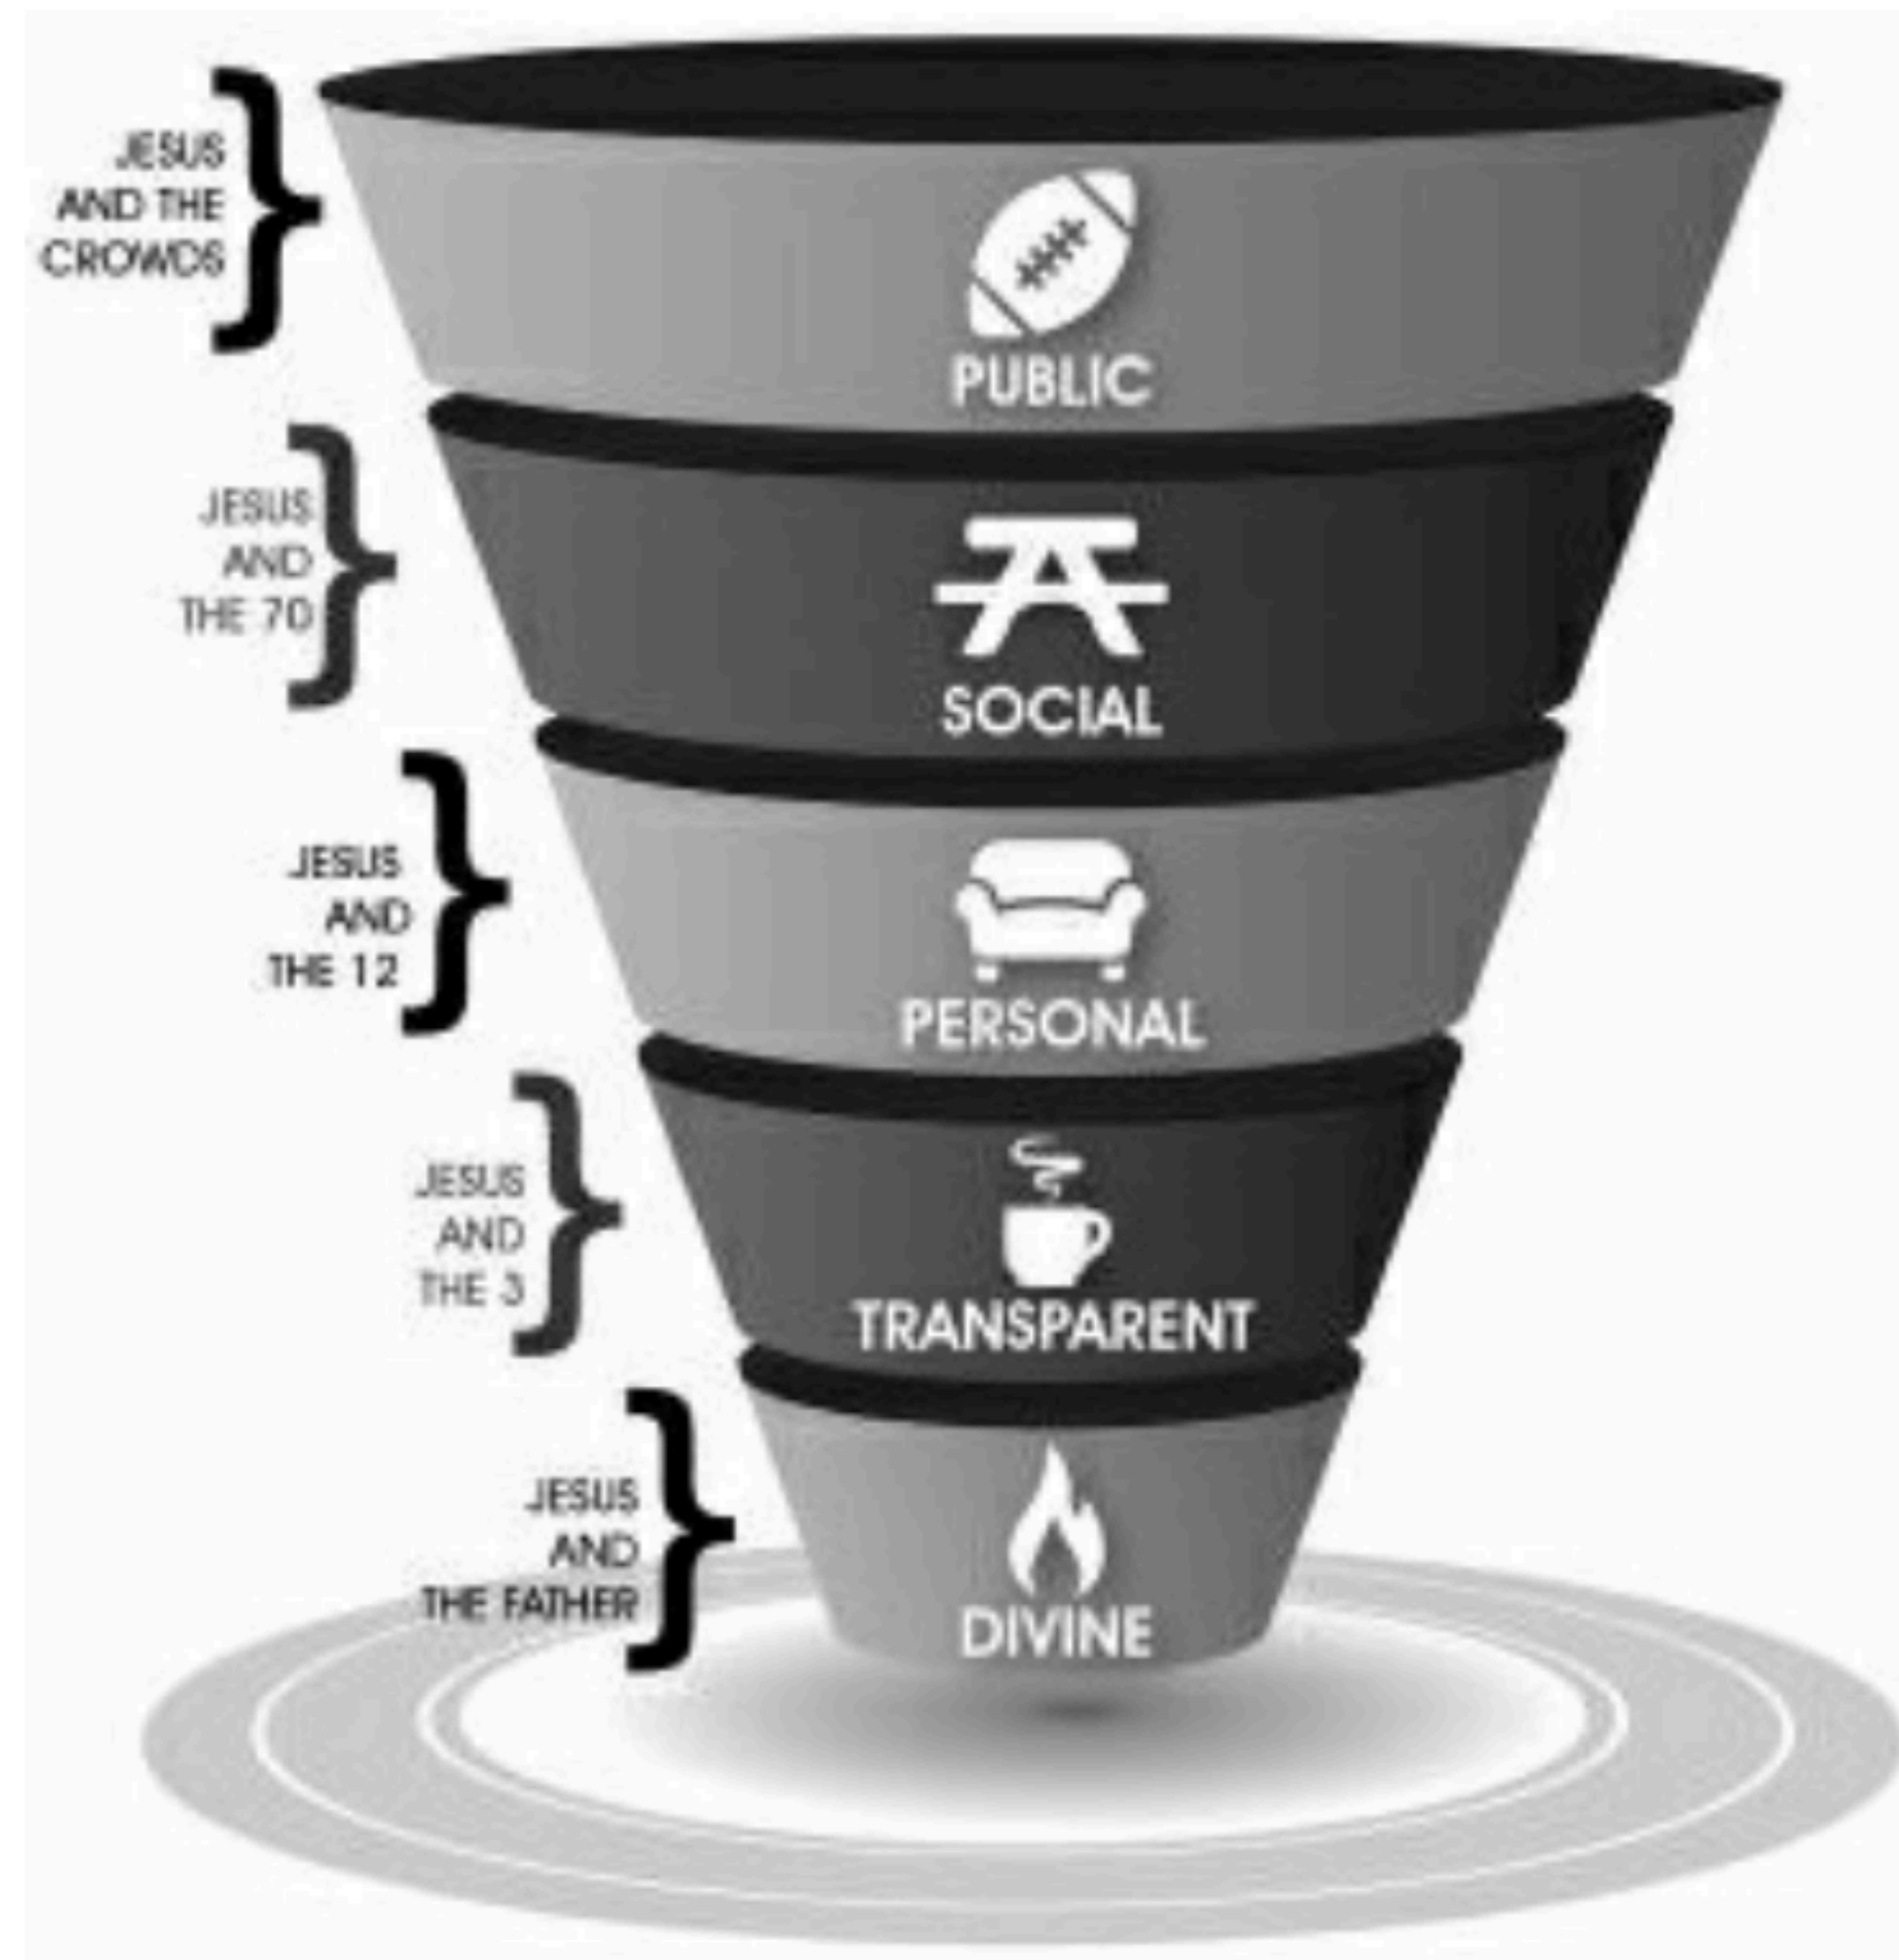 JESUS
AND THE
CROWDS
PUBLIC
JESUS
AND
THE 70
SOCIAL
JESUS
AND
THE 12
PERSONAL
JESUS
AND
THE 3
TRANSPARENT
JESUS
AND
THE FATHER
DIVINE